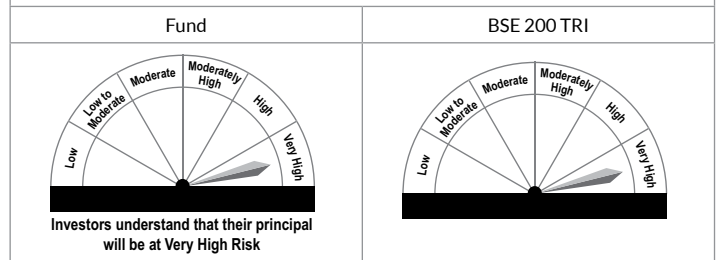 Fund
BSE 200 TRI
Low
Low to
Moderate
Moderate
Moderately
High
High
Very High
Low
Low to
Moderate
Moderate
Moderately
High
High
Very High
Investors understand that their principal
will be at Very High Risk